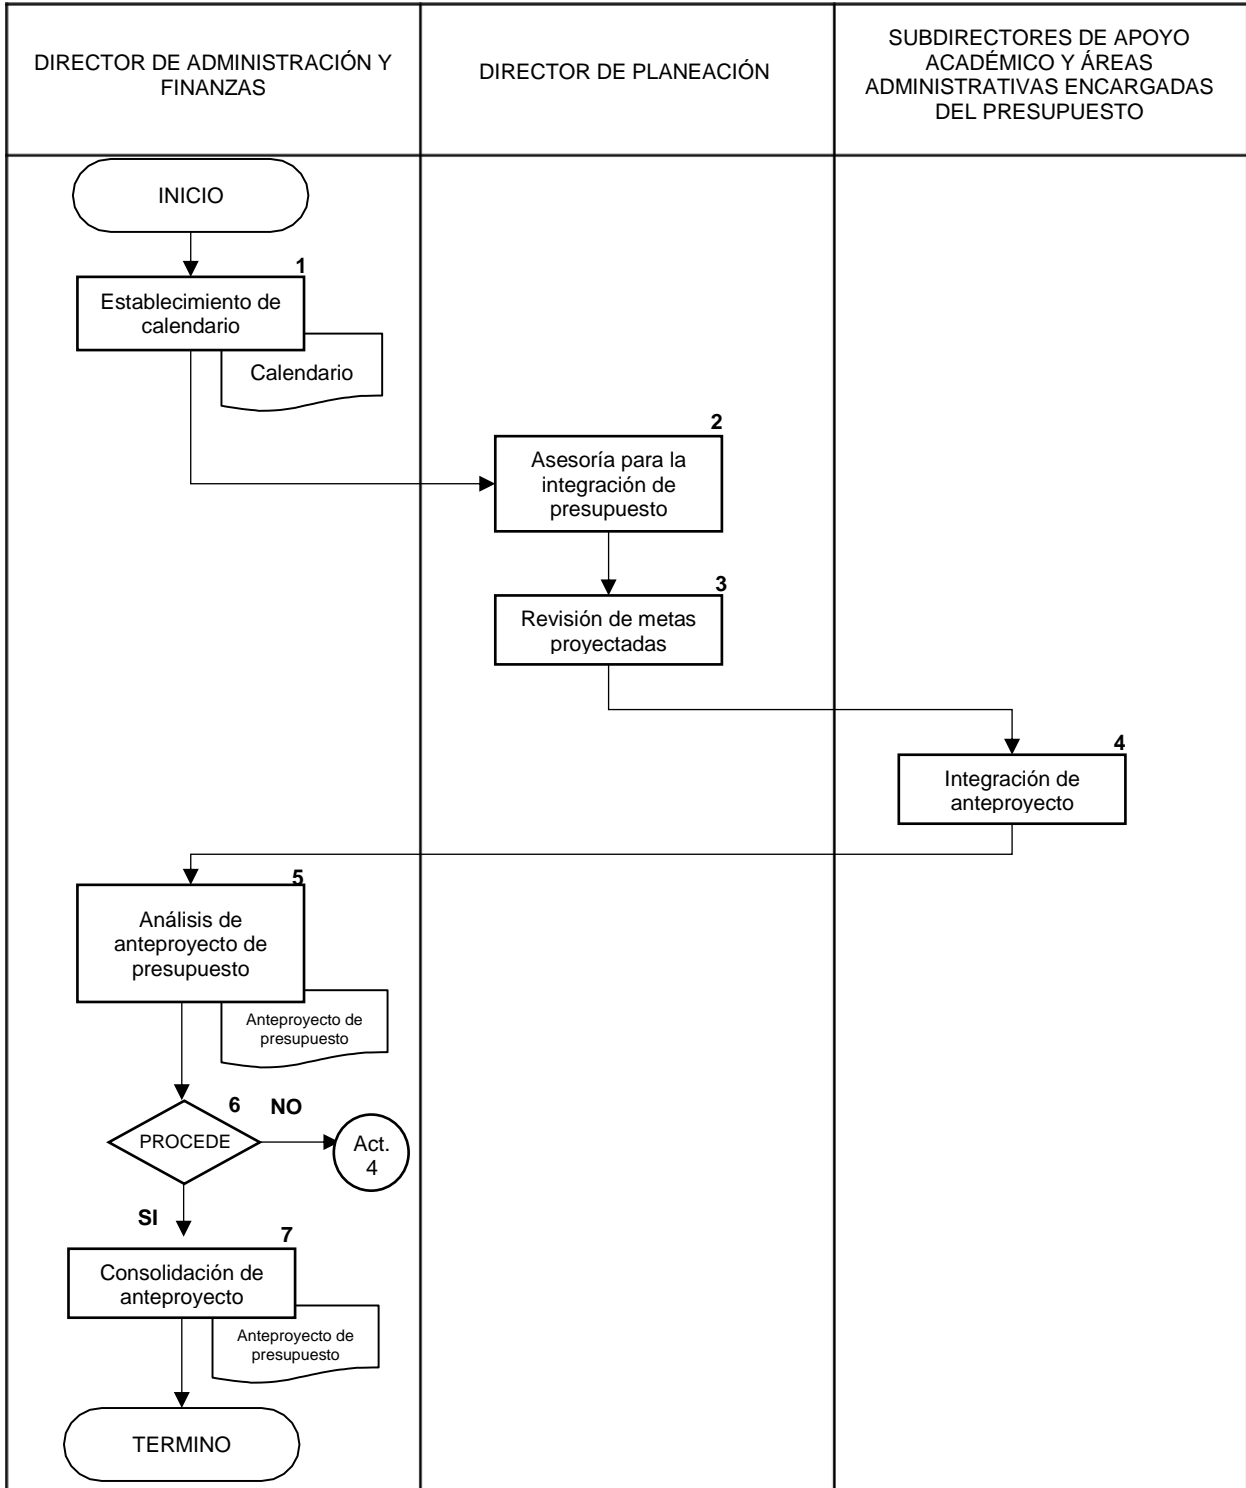 DIRECTOR DE ADMINISTRACIÓN Y
FINANZAS
DIRECTOR DE PLANEACIÓN
SUBDIRECTORES DE APOYO
ACADÉMICO Y ÁREAS
ADMINISTRATIVAS ENCARGADAS
DEL PRESUPUESTO
INICIO
1
Establecimiento de
calendario
Calendario
2
Asesoría para la
integración de
presupuesto
3
Revisión de metas
proyectadas
4
Integración de
anteproyecto
5
Análisis de
anteproyecto de
presupuesto
Anteproyecto de
presupuesto
6
NO
PROCEDE
Act.
4
SI
7
Consolidación de
anteproyecto
Anteproyecto de
presupuesto
TERMINO